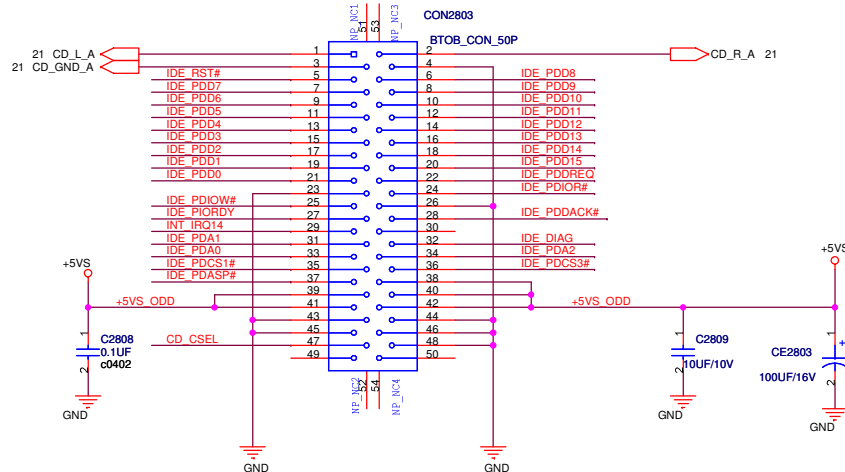 NP_NC1
51
53
NP_NC3
CON2803
BTOB_CON_50P
21 CD_L_A
1
2
CD_R_A 21
21 CD_GND_A
3
4
IDE_RST#
5
6
IDE_PDD8
IDE_PDD7
7
8
IDE_PDD9
IDE_PDD6
9
10
IDE_PDD10
IDE_PDD5
11
12
IDE_PDD11
IDE_PDD4
13
14
IDE_PDD12
IDE_PDD3
15
16
IDE_PDD13
IDE_PDD2
17
18
IDE_PDD14
IDE_PDD1
19
20
IDE_PDD15
IDE_PDD0
21
22
IDE_PDDREQ
23
24
IDE_PDIOR#
IDE_PDIOW#
25
26
IDE_PIORDY
27
28
IDE_PDDACK#
INT_IRQ14
29
30
IDE_PDA1
31
32
IDE_DIAG
IDE_PDA0
33
34
IDE_PDA2
IDE_PDCS1#
35
36
IDE_PDCS3#
IDE_PDASP#
37
38
39
40
+5VS
+5VS
+5VS_ODD
41
42
+5VS_ODD
43
44
45
46
CD_CSEL
47
48
49
50
1
C2808
0.1UF
c0402
2
GND
1
C2809
10UF/10V
2
GND
1
+
CE2803
100UF/16V
2
GND
NP_NC2
52
54
NP_NC4
GND
GND